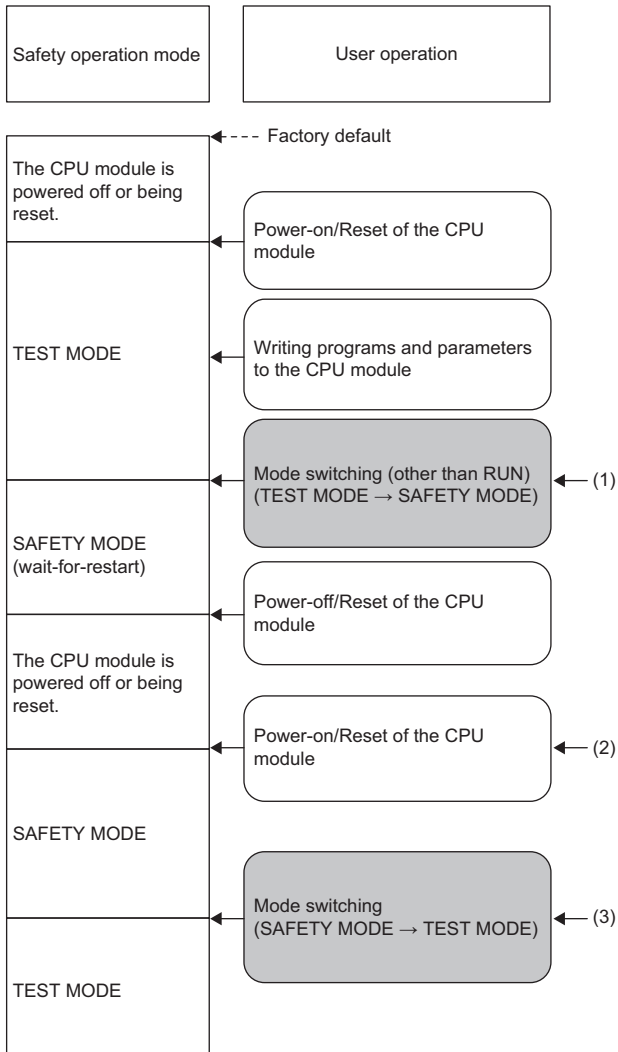 Safety operation mode
User operation
Factory default
The CPU module is
powered off or being
reset.
Power-on/Reset of the CPU
module
TEST MODE
Writing programs and parameters
to the CPU module
Mode switching (other than RUN)
(TEST MODE → SAFETY MODE)
(1)
SAFETY MODE
(wait-for-restart)
Power-off/Reset of the CPU
module
The CPU module is
powered off or being
reset.
Power-on/Reset of the CPU
module
(2)
SAFETY MODE
Mode switching
(SAFETY MODE → TEST MODE)
(3)
TEST MODE